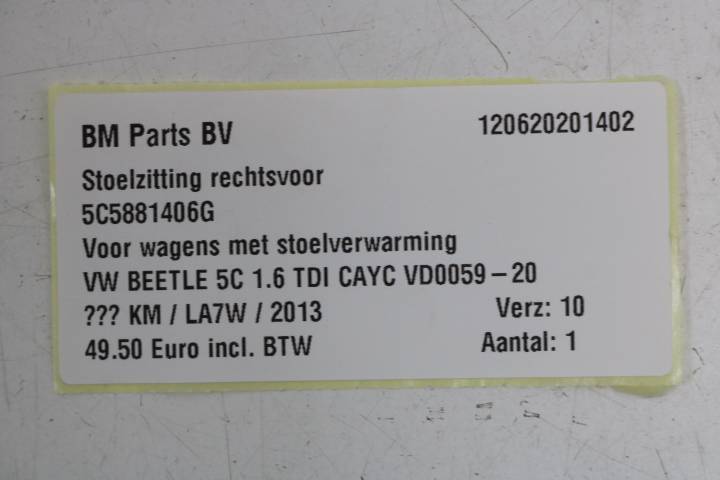 BM Parts BV 120620201402
Stoelzitting rechtsvoor
5C5881406G
Voor wagens met stoelverwarming
VW BEETLE 5C 1.6 TDI CAYC VD0059-20
??? KM / LA7W / 2013 Verz: 10
49.50 Euro incl. BTW Aantal: 1